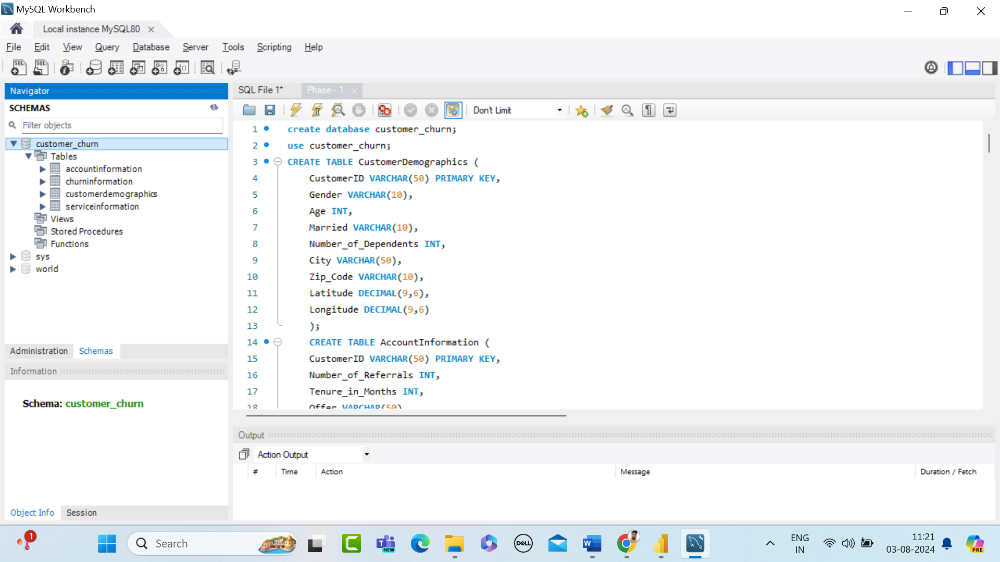 MySQL Workbench
Local instance MySQL80
File Edit View Query Database Server Tools Scripting Help
Navigator
SCHEMAS
Filter objects
customer_churn
Tables
accountinformation
churninformation
customerdemographics
serviceinformation
Views
Stored Procedures
Functions
sys
world
Administration Schemas
Information
Schema: customer_churn
Object Info Session
SQL File 1* Phase - 1
Don't Limit
1 create database customer_churn;
2 use customer_churn;
3 CREATE TABLE CustomerDemographics (
4 CustomerID VARCHAR(50) PRIMARY KEY,
5 Gender VARCHAR(10),
6 Age INT,
7 Married VARCHAR(10),
8 Number_of_Dependents INT,
9 City VARCHAR(50),
10 Zip_Code VARCHAR(10),
11 Latitude DECIMAL(9,6),
12 Longitude DECIMAL(9,6)
13 );
14 CREATE TABLE AccountInformation (
15 CustomerID VARCHAR(50) PRIMARY KEY,
16 Number_of_Referrals INT,
17 Tenure_in_Months INT,
18 Offer VARCHAR(50)
Output
Action Output
# Time Action Message Duration / Fetch
1
Search
NEW
DELL
W
ENG
IN
11:21
03-08-2024
PRE